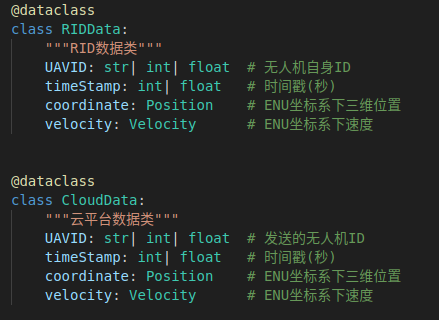 @dataclass
class RIDData:
    """RID数据类"""
    UAVID: str| int| float  # 无人机自身ID
    timeStamp: int| float   # 时间戳(秒)
    coordinate: Position    # ENU坐标系下三维位置
    velocity: Velocity      # ENU坐标系下速度
@dataclass
class CloudData:
    """云平台数据类"""
    UAVID: str| int| float  # 发送的无人机ID
    timeStamp: int| float   # 时间戳(秒)
    coordinate: Position    # ENU坐标系下三维位置
    velocity: Velocity      # ENU坐标系下速度